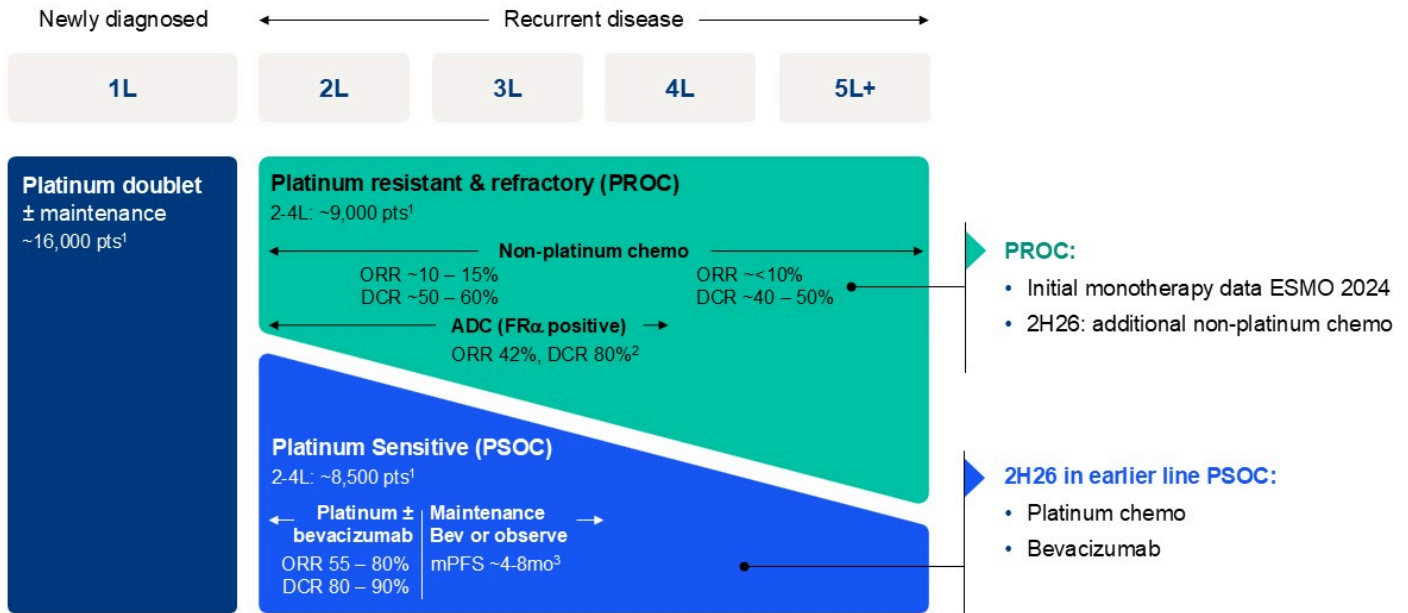 Newly diagnosed
Recurrent disease
1L
2L
3L
4L
5L+
Platinum doublet
± maintenance
~16,000 pts¹
Platinum resistant & refractory (PROC)
2-4L: ~9,000 pts¹
Non-platinum chemo
ORR ~10 – 15%
DCR ~50 – 60%
ORR ~<10%
DCR ~40 – 50%
ADC (FRα positive)
ORR 42%, DCR 80%²
Platinum Sensitive (PSOC)
2-4L: ~8,500 pts¹
Platinum ±
bevacizumab
ORR 55 – 80%
DCR 80 – 90%
Maintenance
Bev or observe
mPFS ~4-8mo³
PROC:
• Initial monotherapy data ESMO 2024
• 2H26: additional non-platinum chemo
2H26 in earlier line PSOC:
• Platinum chemo
• Bevacizumab